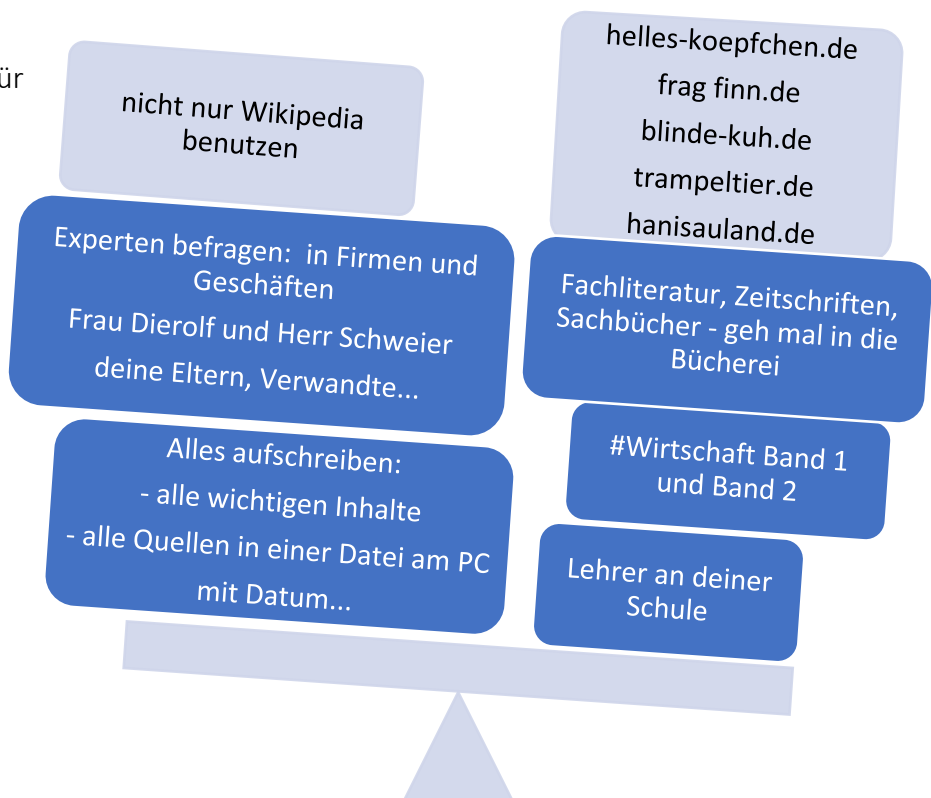 ür
nicht nur Wikipedia
benutzen
Experten befragen:  in Firmen und
Geschäften
Frau Dierolf und Herr Schweier
deine Eltern, Verwandte...
Alles aufschreiben:
- alle wichtigen Inhalte
- alle Quellen in einer Datei am PC
mit Datum...
helles-koepfchen.de
frag finn.de
blinde-kuh.de
trampeltier.de
hanisauland.de
Fachliteratur, Zeitschriften,
Sachbücher - geh mal in die
Bücherei
#Wirtschaft Band 1
und Band 2
Lehrer an deiner
Schule